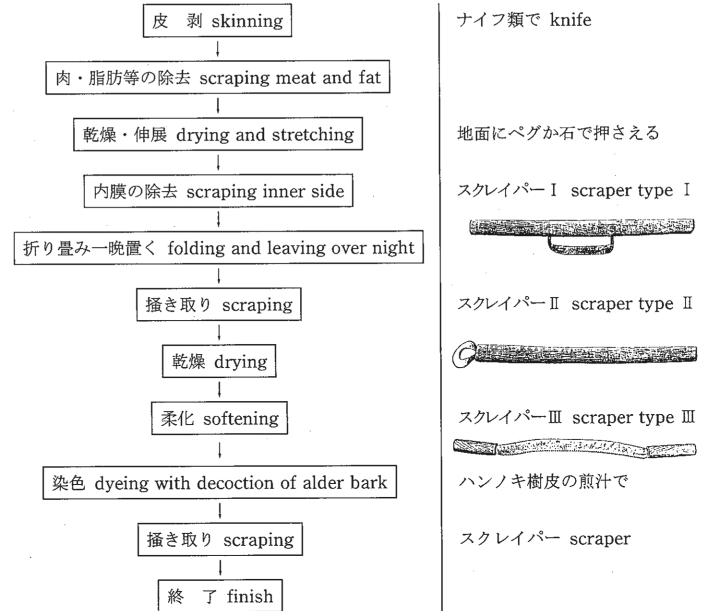 皮　剥 skinning
ナイフ類で knife
肉・脂肪等の除去 scraping meat and fat
乾燥・伸展 drying and stretching
地面にペグか石で押さえる
内膜の除去 scraping inner side
スクレイパーⅠ scraper type Ⅰ
折り畳み一晩置く folding and leaving over night
掻き取り scraping
スクレイパーⅡ scraper type Ⅱ
乾燥 drying
柔化 softening
スクレイパーⅢ scraper type Ⅲ
染色 dyeing with decoction of alder bark
ハンノキ樹皮の煎汁で
掻き取り scraping
スクレイパー scraper
終　了 finish